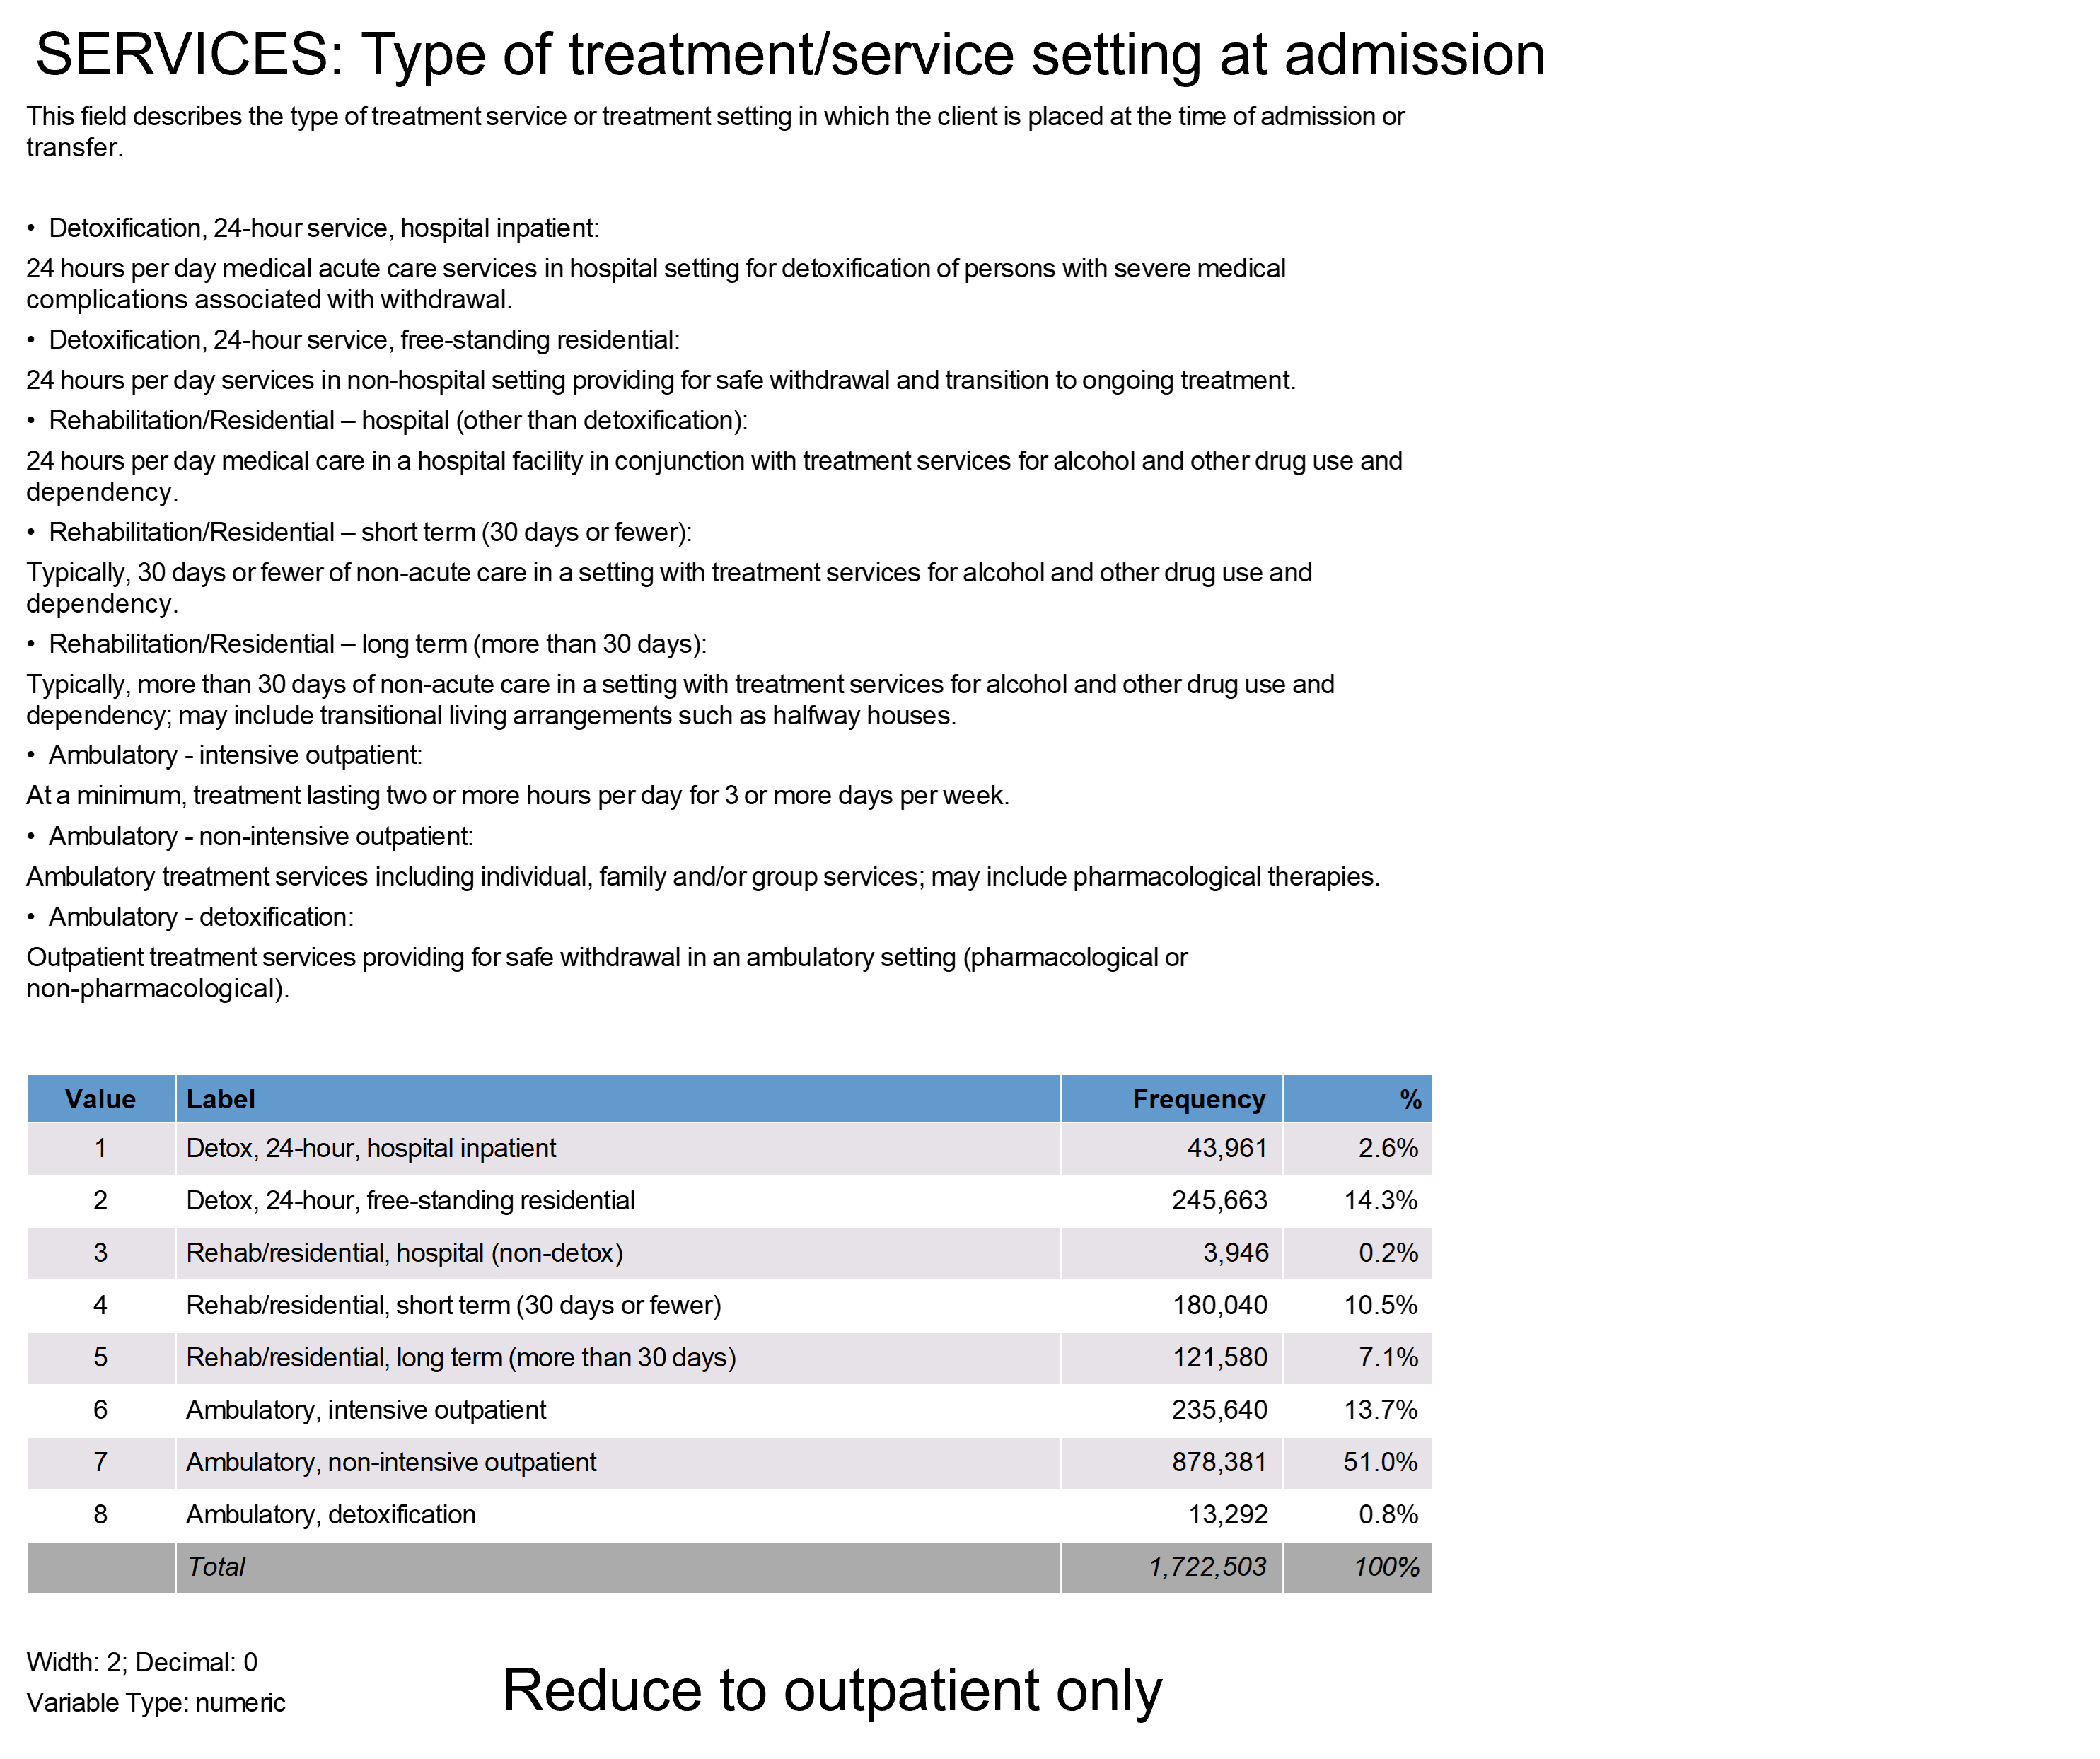 SERVICES: Type of treatment/service setting at admission
This field describes the type of treatment service or treatment setting in which the client is placed at the time of admission or
transfer.
• Detoxification, 24-hour service, hospital inpatient:
24 hours per day medical acute care services in hospital setting for detoxification of persons with severe medical
complications associated with withdrawal.
• Detoxification, 24-hour service, free-standing residential:
24 hours per day services in non-hospital setting providing for safe withdrawal and transition to ongoing treatment.
• Rehabilitation/Residential – hospital (other than detoxification):
24 hours per day medical care in a hospital facility in conjunction with treatment services for alcohol and other drug use and
dependency.
• Rehabilitation/Residential – short term (30 days or fewer):
Typically, 30 days or fewer of non-acute care in a setting with treatment services for alcohol and other drug use and
dependency.
• Rehabilitation/Residential – long term (more than 30 days):
Typically, more than 30 days of non-acute care in a setting with treatment services for alcohol and other drug use and
dependency; may include transitional living arrangements such as halfway houses.
• Ambulatory - intensive outpatient:
At a minimum, treatment lasting two or more hours per day for 3 or more days per week.
• Ambulatory - non-intensive outpatient:
Ambulatory treatment services including individual, family and/or group services; may include pharmacological therapies.
• Ambulatory - detoxification:
Outpatient treatment services providing for safe withdrawal in an ambulatory setting (pharmacological or
non-pharmacological).
Value Label Frequency %
1 Detox, 24-hour, hospital inpatient 43,961 2.6%
2 Detox, 24-hour, free-standing residential 245,663 14.3%
3 Rehab/residential, hospital (non-detox) 3,946 0.2%
4 Rehab/residential, short term (30 days or fewer) 180,040 10.5%
5 Rehab/residential, long term (more than 30 days) 121,580 7.1%
6 Ambulatory, intensive outpatient 235,640 13.7%
7 Ambulatory, non-intensive outpatient 878,381 51.0%
8 Ambulatory, detoxification 13,292 0.8%
Total 1,722,503 100%
Width: 2; Decimal: 0
Variable Type: numeric
Reduce to outpatient only